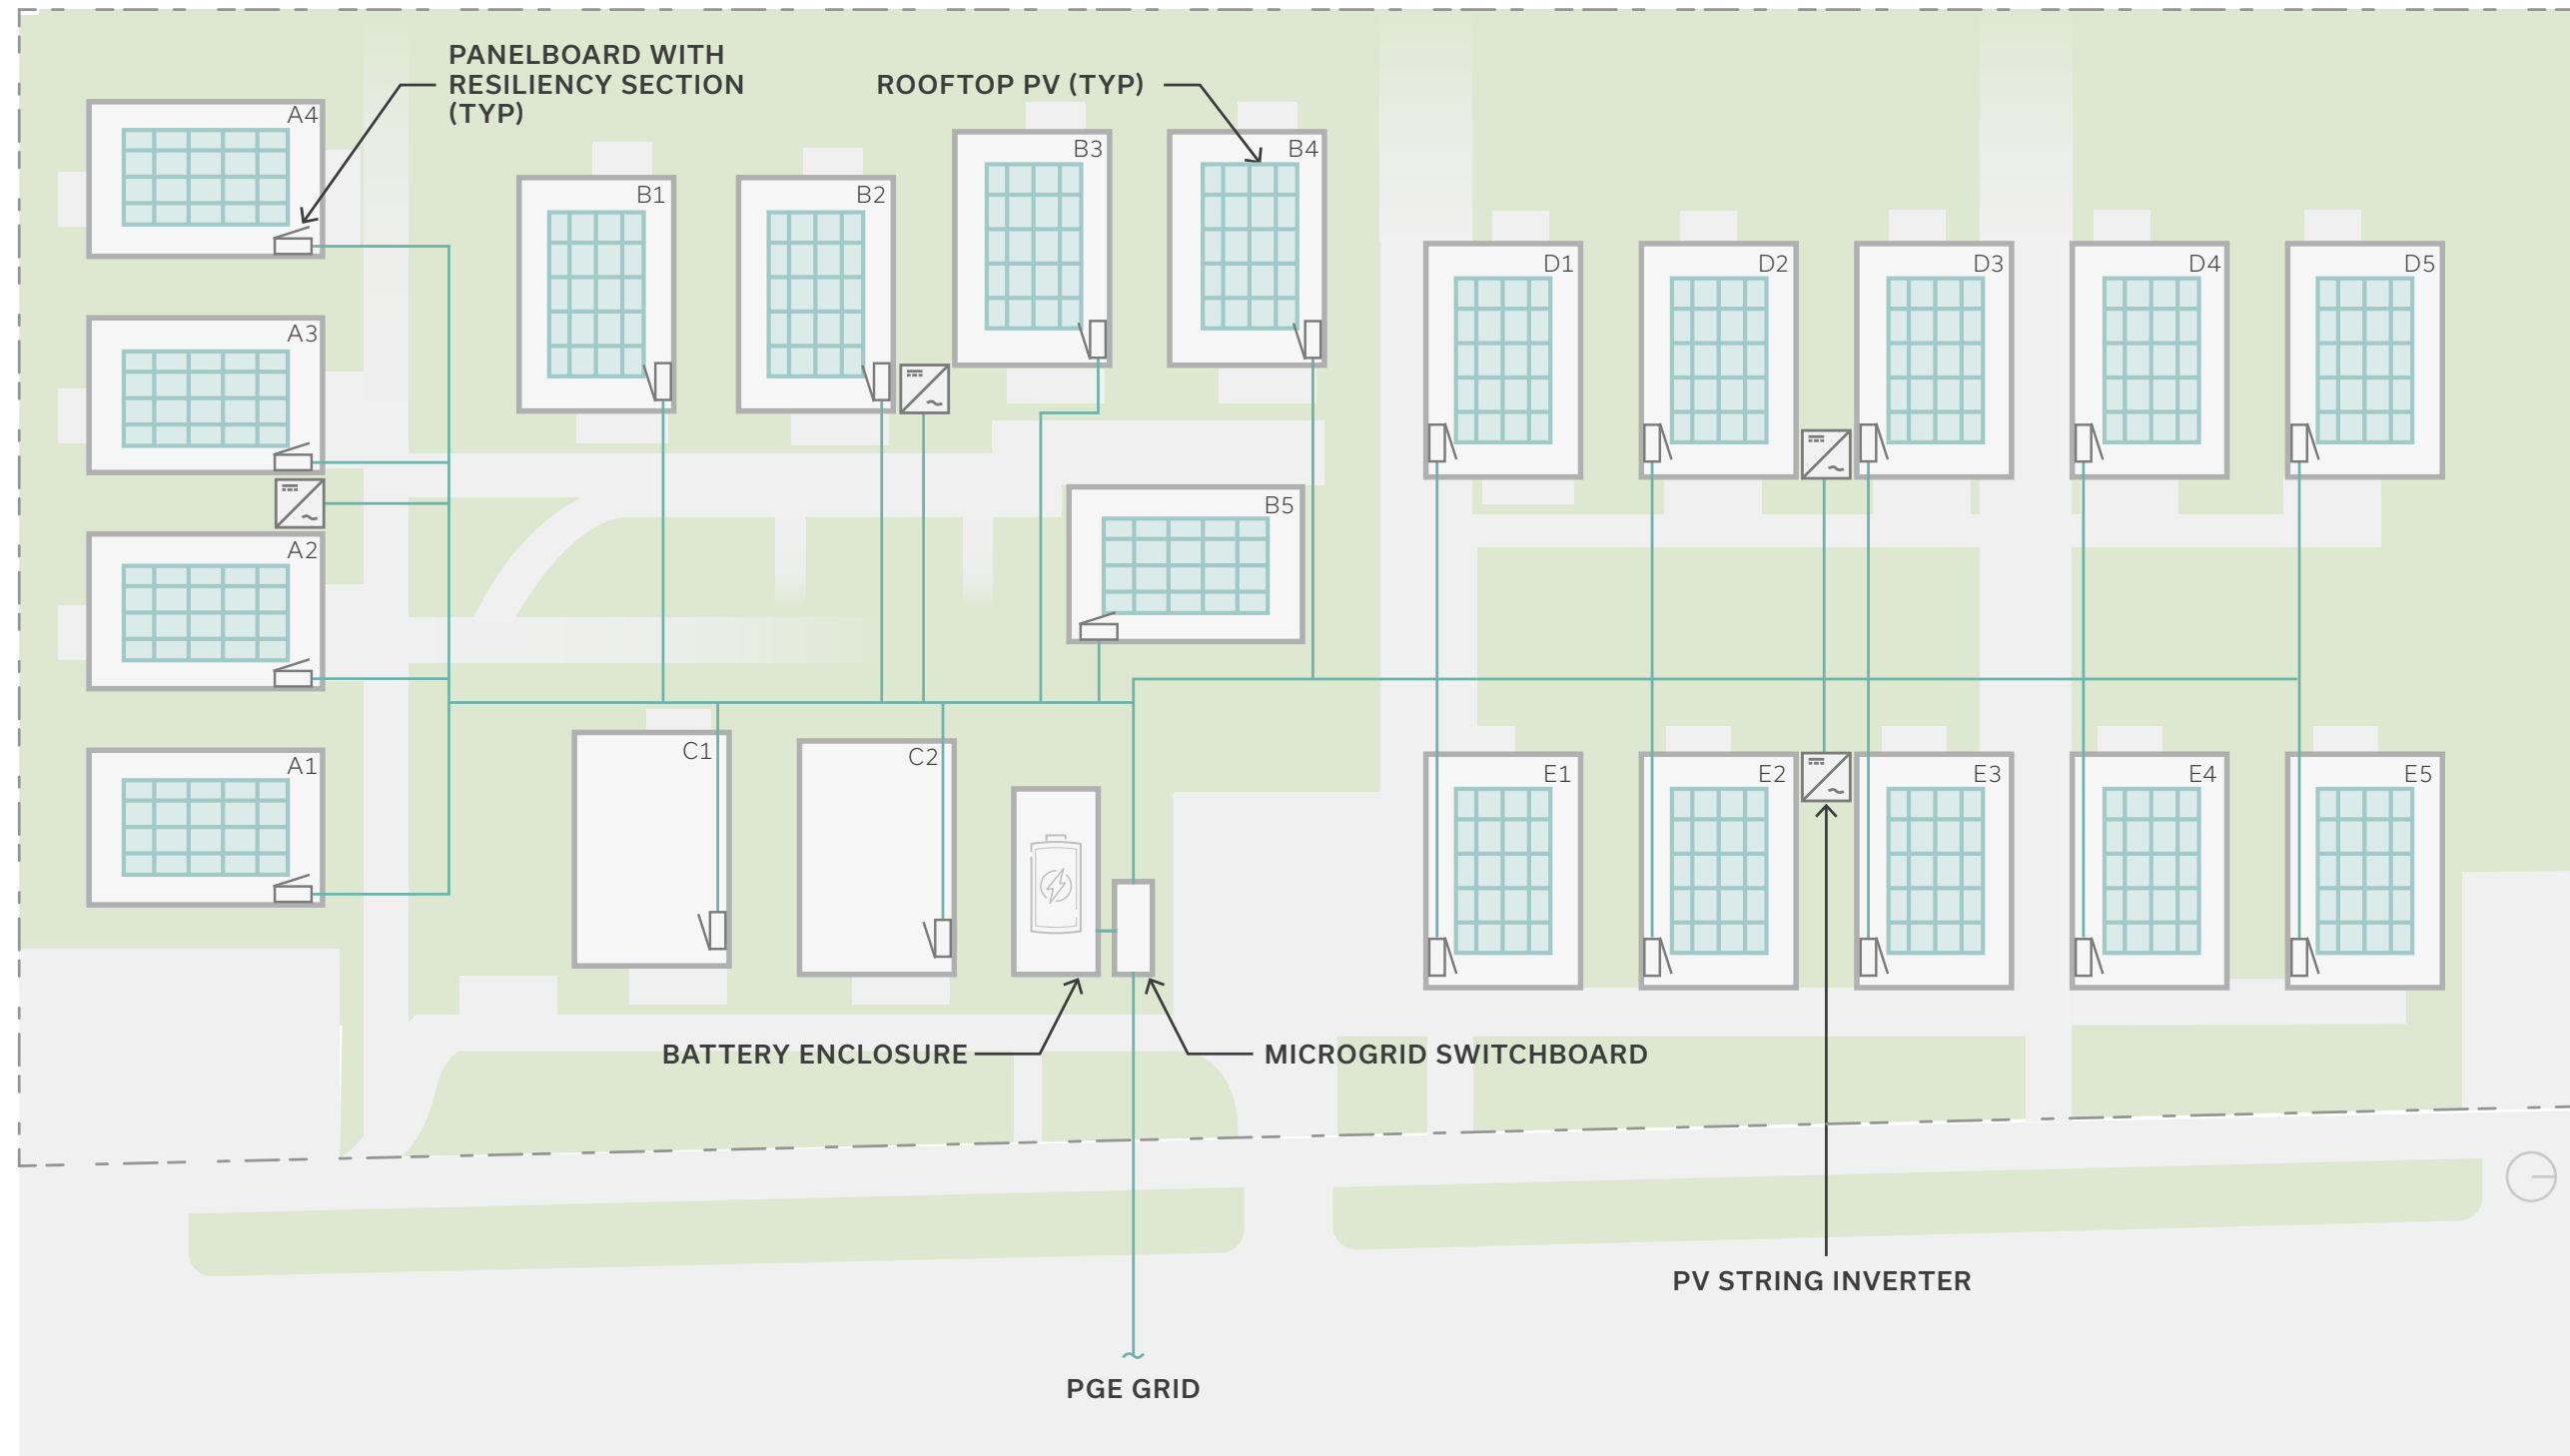 PANELBOARD WITH
RESILIENCY SECTION
(TYP)
ROOFTOP PV (TYP)
A4
B3
B4
B1
B2
D1
D2
D3
D4
D5
A3
B5
A2
C1
C2
A1
E1
E2
E3
E4
E5
BATTERY ENCLOSURE
MICROGRID SWITCHBOARD
PV STRING INVERTER
PGE GRID